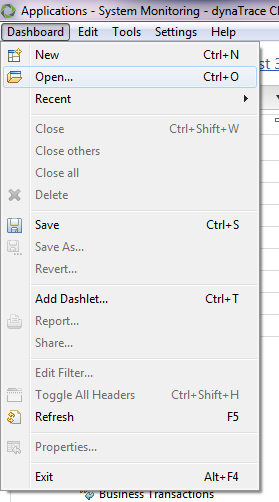 Applications - System Monitoring - dynaTrace Cl
Dashboard Edit Tools Settings Help
New Ctrl+N
Open... Ctrl+O
Recent
Close Ctrl+Shift+W
Close others
Close all
Delete
Save Ctrl+S
Save As...
Revert...
Add Dashlet... Ctrl+T
Report...
Share...
Edit Filter...
Toggle All Headers Ctrl+Shift+H
Refresh F5
Properties...
Exit Alt+F4
Business Transactions